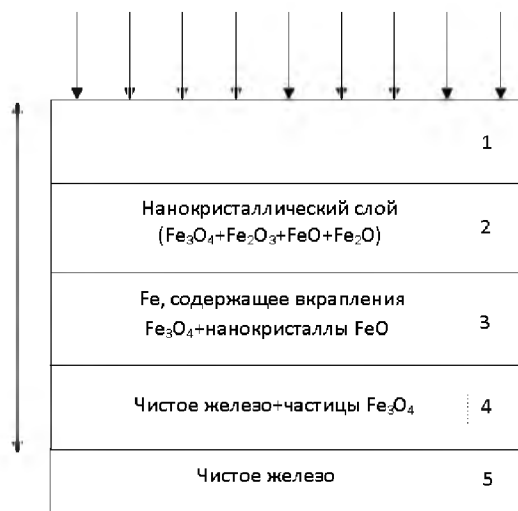 1
Нанокристаллический слой
(Fe₃O₄+Fe₂O₃+FeO+Fe₂O)
2
Fe, содержащее вкрапления
Fe₃O₄+нанокристаллы FeO
3
Чистое железо+частицы Fe₃O₄
4
Чистое железо
5